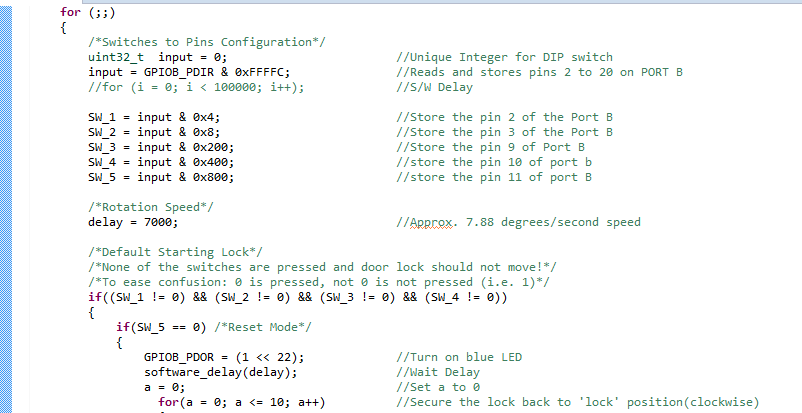 for (;;)
{
/*Switches to Pins Configuration*/
uint32_t input = 0; //Unique Integer for DIP switch
input = GPIOB_PDIR & 0xFFFFC; //Reads and stores pins 2 to 20 on PORT B
//for (i = 0; i < 100000; i++); //S/W Delay
SW_1 = input & 0x4; //Store the pin 2 of the Port B
SW_2 = input & 0x8; //Store the pin 3 of the Port B
SW_3 = input & 0x200; //Store the pin 9 of Port B
SW_4 = input & 0x400; //store the pin 10 of port b
SW_5 = input & 0x800; //store the pin 11 of port B
/*Rotation Speed*/
delay = 7000; //Approx. 7.88 degrees/second speed
/*Default Starting Lock*/
/*None of the switches are pressed and door lock should not move!*/
/*To ease confusion: 0 is pressed, not 0 is not pressed (i.e. 1)*/
if((SW_1 != 0) && (SW_2 != 0) && (SW_3 != 0) && (SW_4 != 0))
{
if(SW_5 == 0) /*Reset Mode*/
{
GPIOB_PDOR = (1 << 22); //Turn on blue LED
software_delay(delay); //Wait Delay
a = 0; //Set a to 0
for(a = 0; a <= 10; a++) //Secure the lock back to 'lock' position(clockwise)